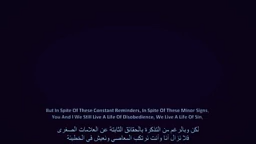 But In Spite Of These Constant Reminders, In Spite Of These Minor Signs,
You And I We Still Live A Life Of Disobedience, We Live A Life Of Sin.
لكن وبالرغم من التذكرة بالحقائق الثابتة عن العلامات الصغرى
فلا نزال أنا وأنت نرتكب المعاصي ونعيش في الخطيئة